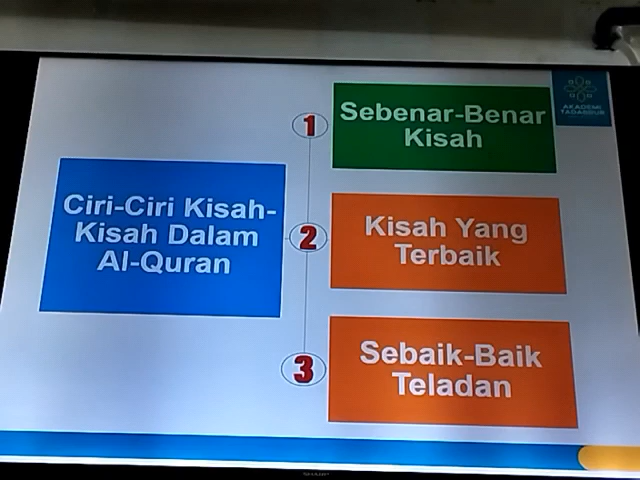 Ciri-Ciri Kisah-
Kisah Dalam
Al-Quran
1
Sebenar-Benar
Kisah
2
Kisah Yang
Terbaik
3
Sebaik-Baik
Teladan
AKADEMI
TADABBUR